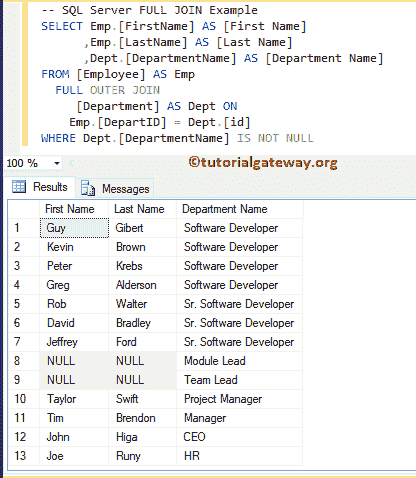 -- SQL Server FULL JOIN Example
SELECT Emp.[FirstName] AS [First Name]
,Emp.[LastName] AS [Last Name]
,Dept.[DepartmentName] AS [Department Name]
FROM [Employee] AS Emp
FULL OUTER JOIN
[Department] AS Dept ON
Emp.[DepartID] = Dept.[id]
WHERE Dept.[DepartmentName] IS NOT NULL
©tutorialgateway.org
100 %
Results Messages
First Name Last Name Department Name
1 Guy Gibert Software Developer
2 Kevin Brown Software Developer
3 Peter Krebs Software Developer
4 Greg Alderson Software Developer
5 Rob Walter Sr. Software Developer
6 David Bradley Sr. Software Developer
7 Jeffrey Ford Sr. Software Developer
8 NULL NULL Module Lead
9 NULL NULL Team Lead
10 Taylor Swift Project Manager
11 Tim Brendon Manager
12 John Higa CEO
13 Joe Runy HR